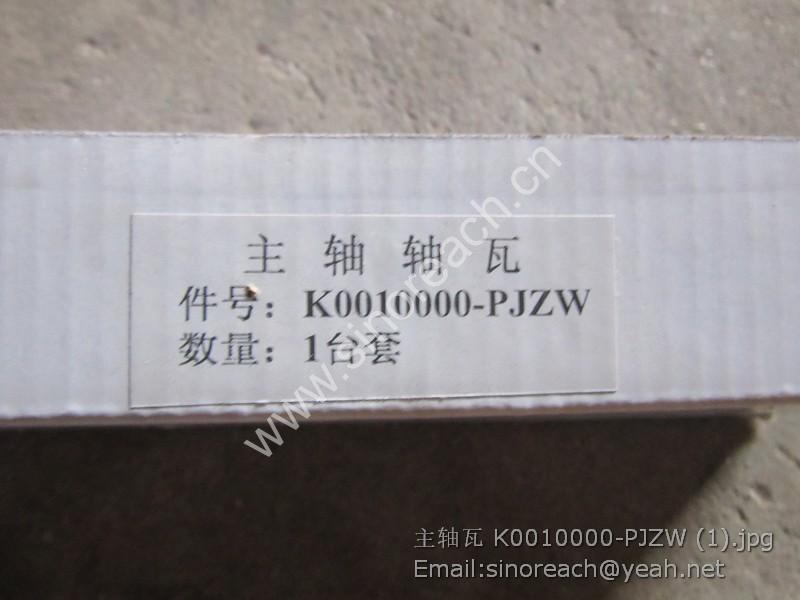 主轴轴瓦
件号：K0010000-PJZW
数量：1台套
www.sinoreach.cn
主轴瓦 K0010000-PJZW (1).jpg
Email:sinoreach@yeah.net